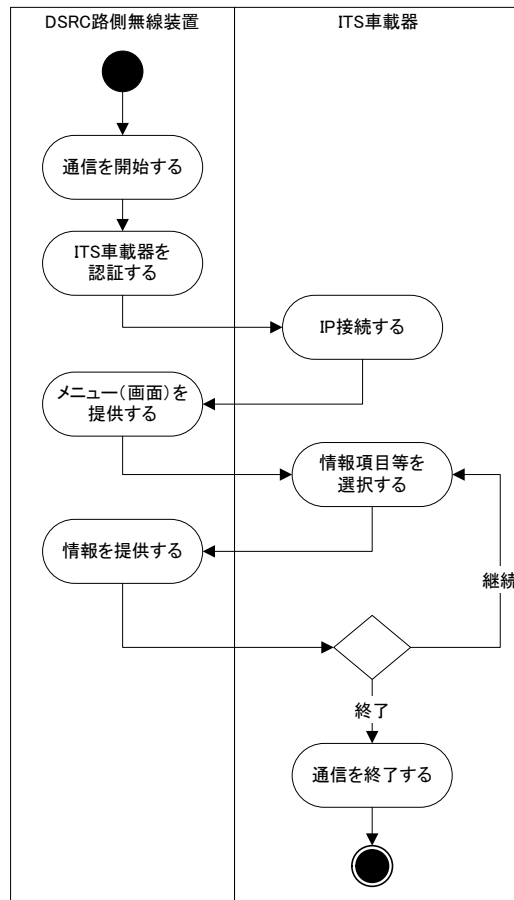 DSRC路側無線装置
ITS車載器
通信を開始する
ITS車載器を
認証する
IP接続する
メニュー(画面)を
提供する
情報項目等を
選択する
情報を提供する
継続
終了
通信を終了する